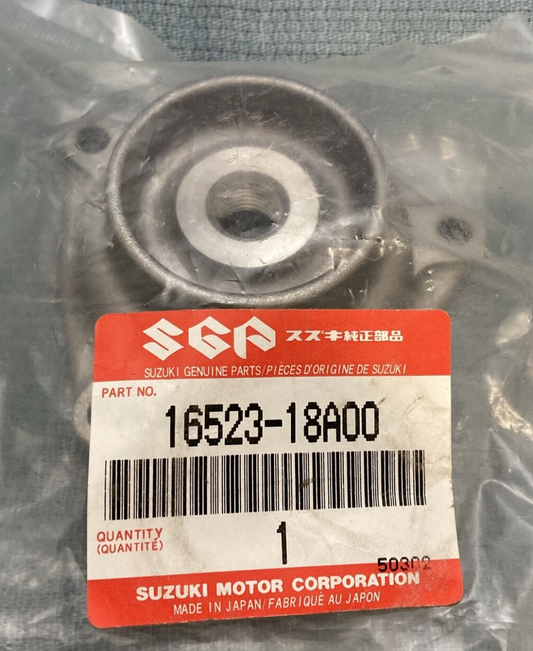 SGP スズキ純正部品
SUZUKI GENUINE PARTS/PIÈCES D'ORIGINE DE SUZUKI
PART NO.
16523-18A00
QUANTITY
(QUANTITÉ)
1
503D2
SUZUKI MOTOR CORPORATION
MADE IN JAPAN/FABRIQUÉ AU JAPON